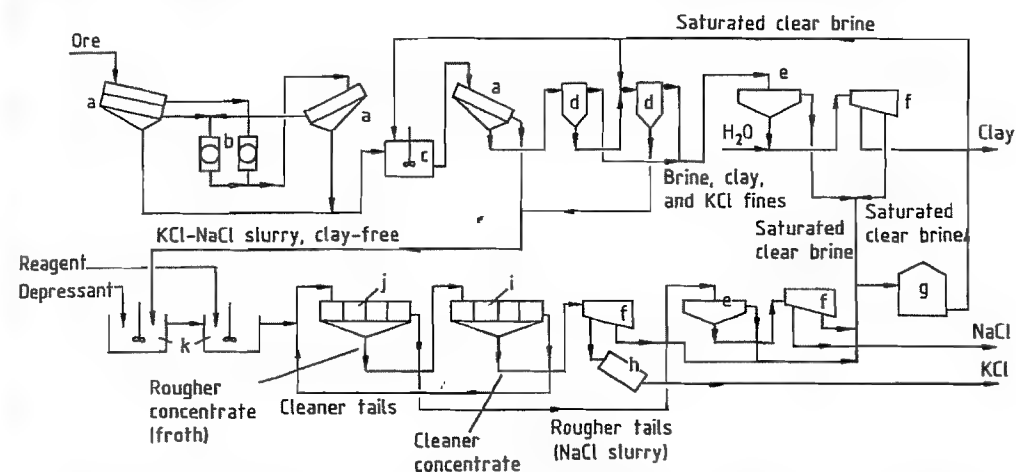 Saturated clear brine
Ore
a
b
a
c
a
d
d
e
f
H₂O
Clay
Brine, clay,
and KCl fines
KCl-NaCl slurry, clay-free
Saturated
clear brine
Saturated
clear brine
g
Reagent
Depressant
k
j
i
f
h
e
f
NaCl
KCl
Rougher
concentrate
(froth)
Cleaner tails
Cleaner
concentrate
Rougher tails
(NaCl slurry)